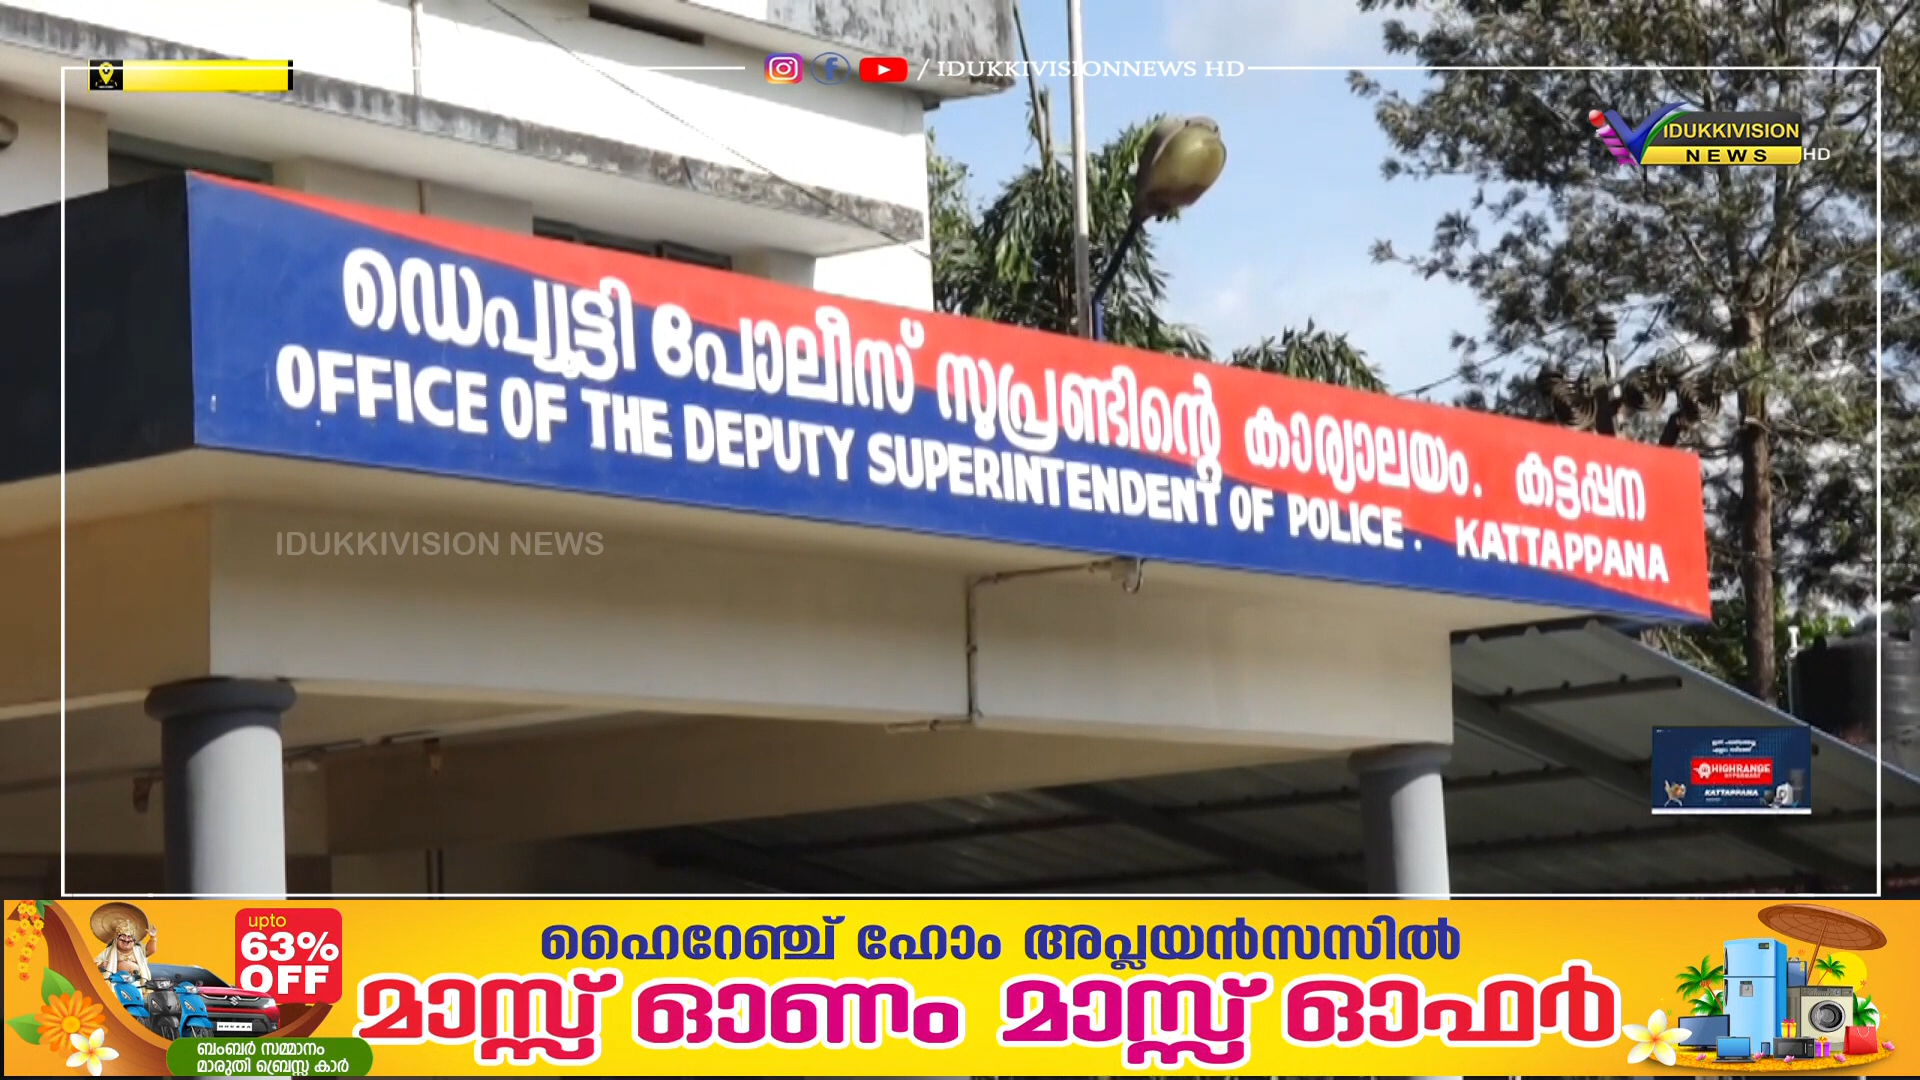 / IDUKKIVISIONNEWS HD
IDUKKIVISION
NEWS HD
ഡെപ്യൂട്ടി പോലീസ് സൂപ്രണ്ടിന്റെ കാര്യാലയം. കട്ടപ്പന
OFFICE OF THE DEPUTY SUPERINTENDENT OF POLICE. KATTAPPANA
IDUKKIVISION NEWS
HIGHRANGE
KATTAPPANA
upto
63%
OFF
ബംബർ സമ്മാനം
മാരുതി ബ്രെസ്സ കാർ
ഹൈറേഞ്ച് ഹോം അപ്ലയൻസസിൽ
മാസ്സ് ഓണം മാസ്സ് ഓഫർ